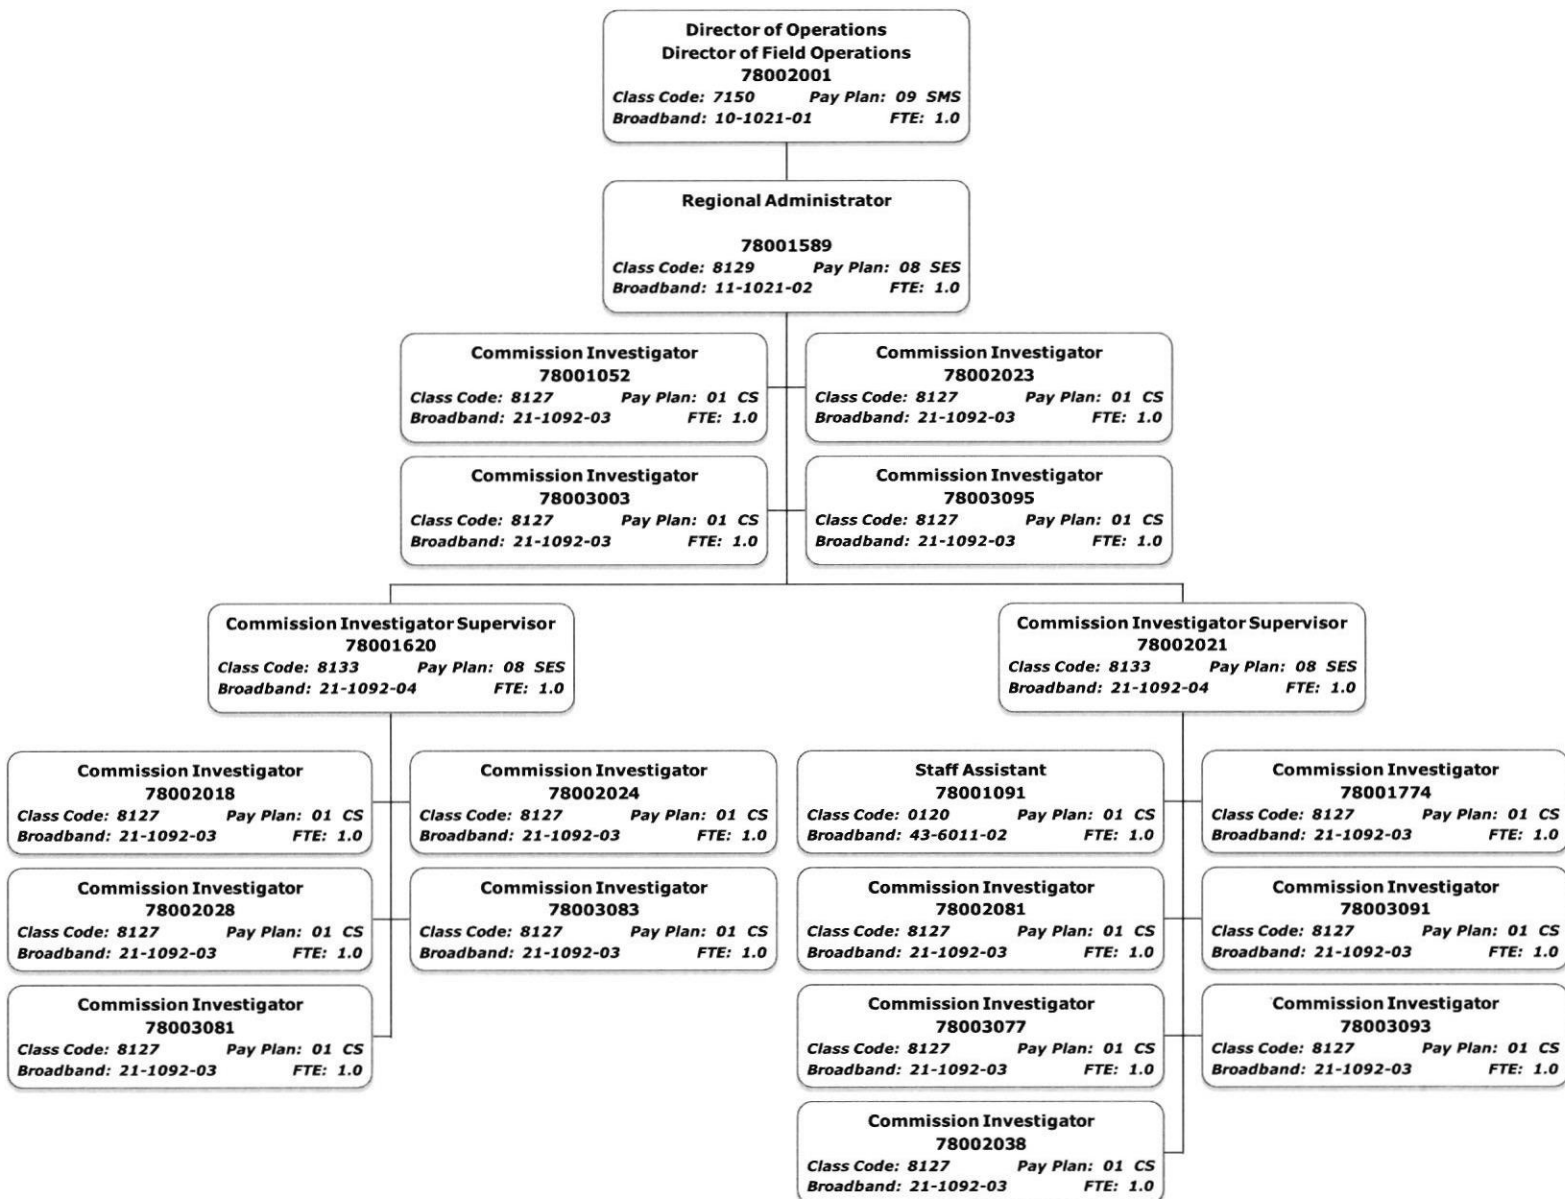 Director of Operations
Director of Field Operations
78002001
Class Code: 7150 Pay Plan: 09 SMS
Broadband: 10-1021-01 FTE: 1.0
Regional Administrator
78001589
Class Code: 8129 Pay Plan: 08 SES
Broadband: 11-1021-02 FTE: 1.0
Commission Investigator
78001052
Class Code: 8127 Pay Plan: 01 CS
Broadband: 21-1092-03 FTE: 1.0
Commission Investigator
78002023
Class Code: 8127 Pay Plan: 01 CS
Broadband: 21-1092-03 FTE: 1.0
Commission Investigator
78003003
Class Code: 8127 Pay Plan: 01 CS
Broadband: 21-1092-03 FTE: 1.0
Commission Investigator
78003095
Class Code: 8127 Pay Plan: 01 CS
Broadband: 21-1092-03 FTE: 1.0
Commission Investigator Supervisor
78001620
Class Code: 8133 Pay Plan: 08 SES
Broadband: 21-1092-04 FTE: 1.0
Commission Investigator Supervisor
78002021
Class Code: 8133 Pay Plan: 08 SES
Broadband: 21-1092-04 FTE: 1.0
Commission Investigator
78002018
Class Code: 8127 Pay Plan: 01 CS
Broadband: 21-1092-03 FTE: 1.0
Commission Investigator
78002024
Class Code: 8127 Pay Plan: 01 CS
Broadband: 21-1092-03 FTE: 1.0
Staff Assistant
78001091
Class Code: 0120 Pay Plan: 01 CS
Broadband: 43-6011-02 FTE: 1.0
Commission Investigator
78001774
Class Code: 8127 Pay Plan: 01 CS
Broadband: 21-1092-03 FTE: 1.0
Commission Investigator
78002028
Class Code: 8127 Pay Plan: 01 CS
Broadband: 21-1092-03 FTE: 1.0
Commission Investigator
78003083
Class Code: 8127 Pay Plan: 01 CS
Broadband: 21-1092-03 FTE: 1.0
Commission Investigator
78002081
Class Code: 8127 Pay Plan: 01 CS
Broadband: 21-1092-03 FTE: 1.0
Commission Investigator
78003091
Class Code: 8127 Pay Plan: 01 CS
Broadband: 21-1092-03 FTE: 1.0
Commission Investigator
78003081
Class Code: 8127 Pay Plan: 01 CS
Broadband: 21-1092-03 FTE: 1.0
Commission Investigator
78003077
Class Code: 8127 Pay Plan: 01 CS
Broadband: 21-1092-03 FTE: 1.0
Commission Investigator
78003093
Class Code: 8127 Pay Plan: 01 CS
Broadband: 21-1092-03 FTE: 1.0
Commission Investigator
78002038
Class Code: 8127 Pay Plan: 01 CS
Broadband: 21-1092-03 FTE: 1.0